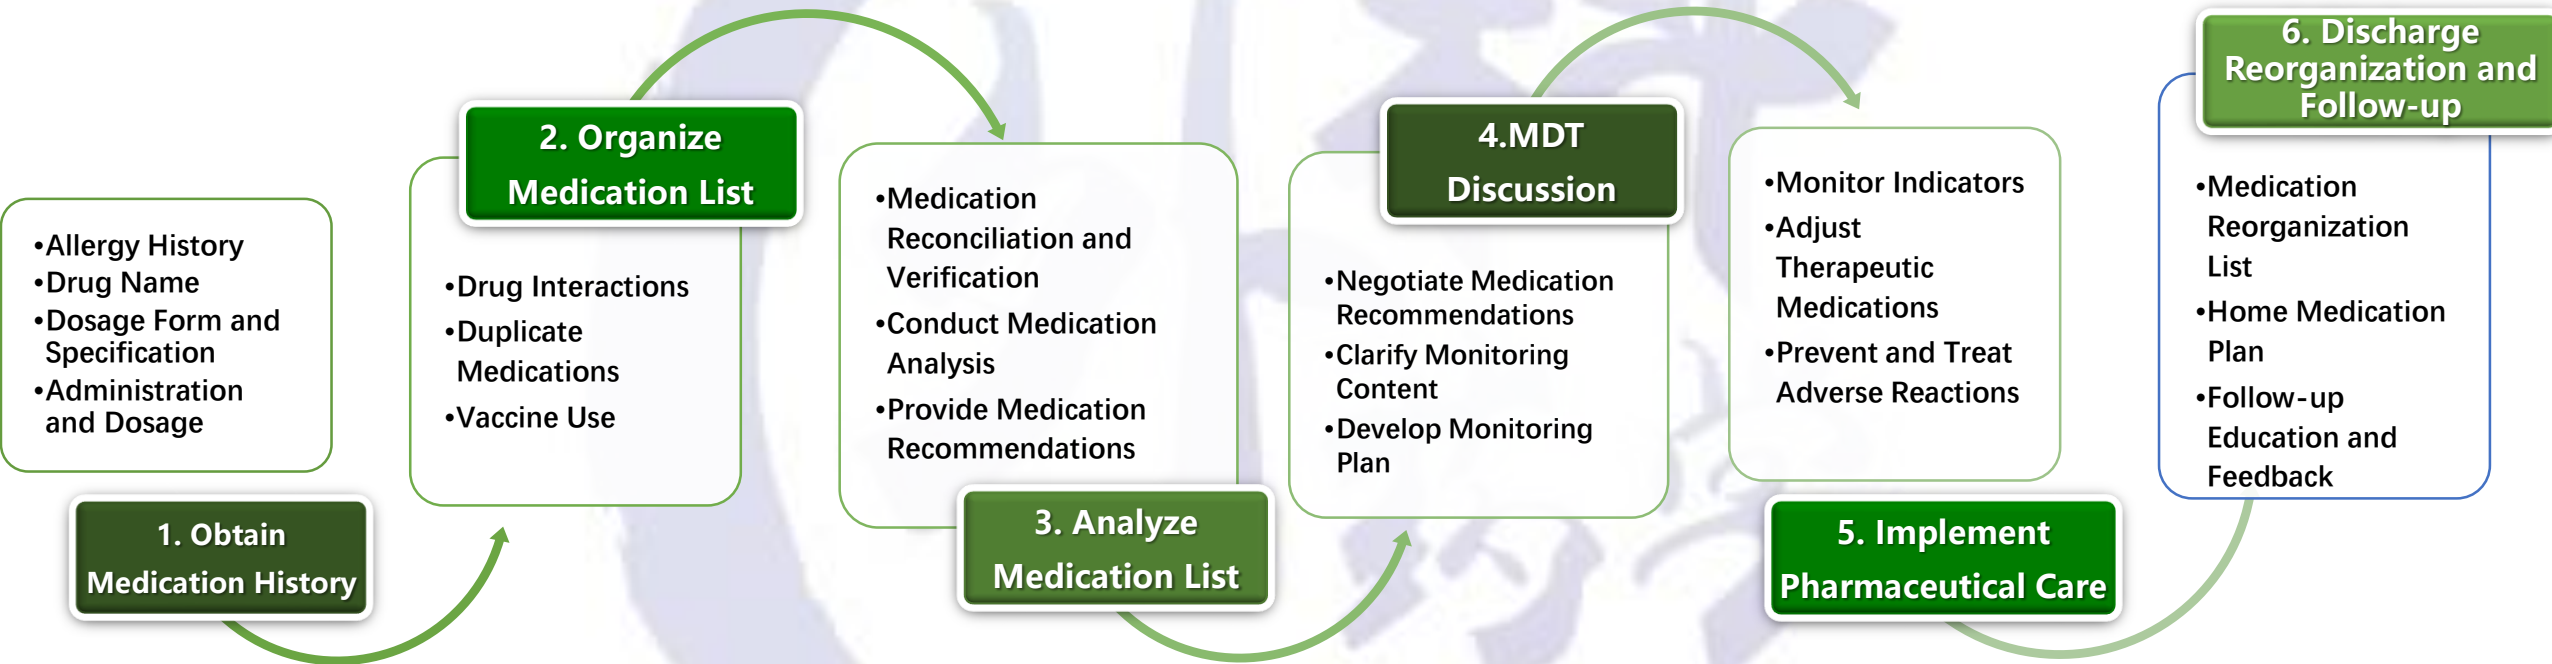 •Allergy History
•Drug Name
•Dosage Form and
Specification
•Administration
and Dosage
1. Obtain
Medication History
2. Organize
Medication List
•Drug Interactions
•Duplicate
Medications
•Vaccine Use
•Medication
Reconciliation and
Verification
•Conduct Medication
Analysis
•Provide Medication
Recommendations
3. Analyze
Medication List
4.MDT
Discussion
•Negotiate Medication
Recommendations
•Clarify Monitoring
Content
•Develop Monitoring
Plan
•Monitor Indicators
•Adjust
Therapeutic
Medications
•Prevent and Treat
Adverse Reactions
5. Implement
Pharmaceutical Care
6. Discharge
Reorganization and
Follow-up
•Medication
Reorganization
List
•Home Medication
Plan
•Follow-up
Education and
Feedback